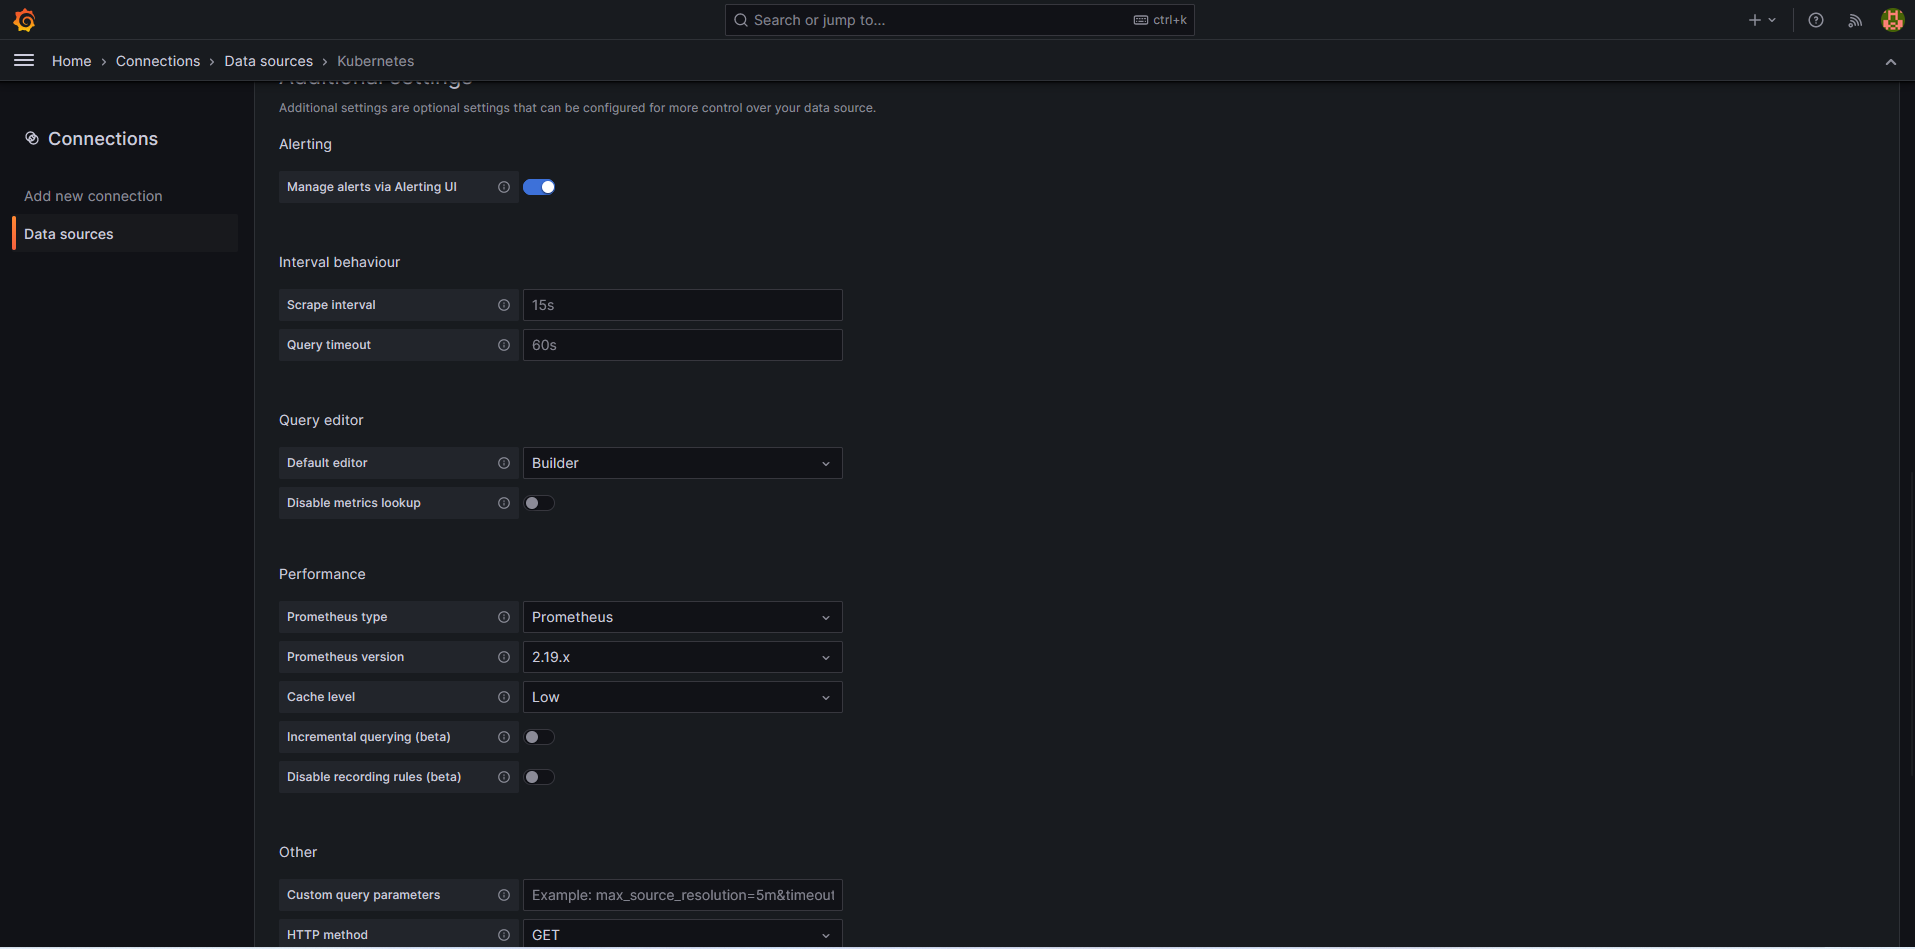 Search or jump to...
ctrl+k
Home › Connections › Data sources › Kubernetes
Connections
Add new connection
Data sources
Additional settings
Additional settings are optional settings that can be configured for more control over your data source.
Alerting
Manage alerts via Alerting UI
Interval behaviour
Scrape interval 15s
Query timeout 60s
Query editor
Default editor Builder
Disable metrics lookup
Performance
Prometheus type Prometheus
Prometheus version 2.19.x
Cache level Low
Incremental querying (beta)
Disable recording rules (beta)
Other
Custom query parameters Example: max_source_resolution=5m&timeout
HTTP method GET